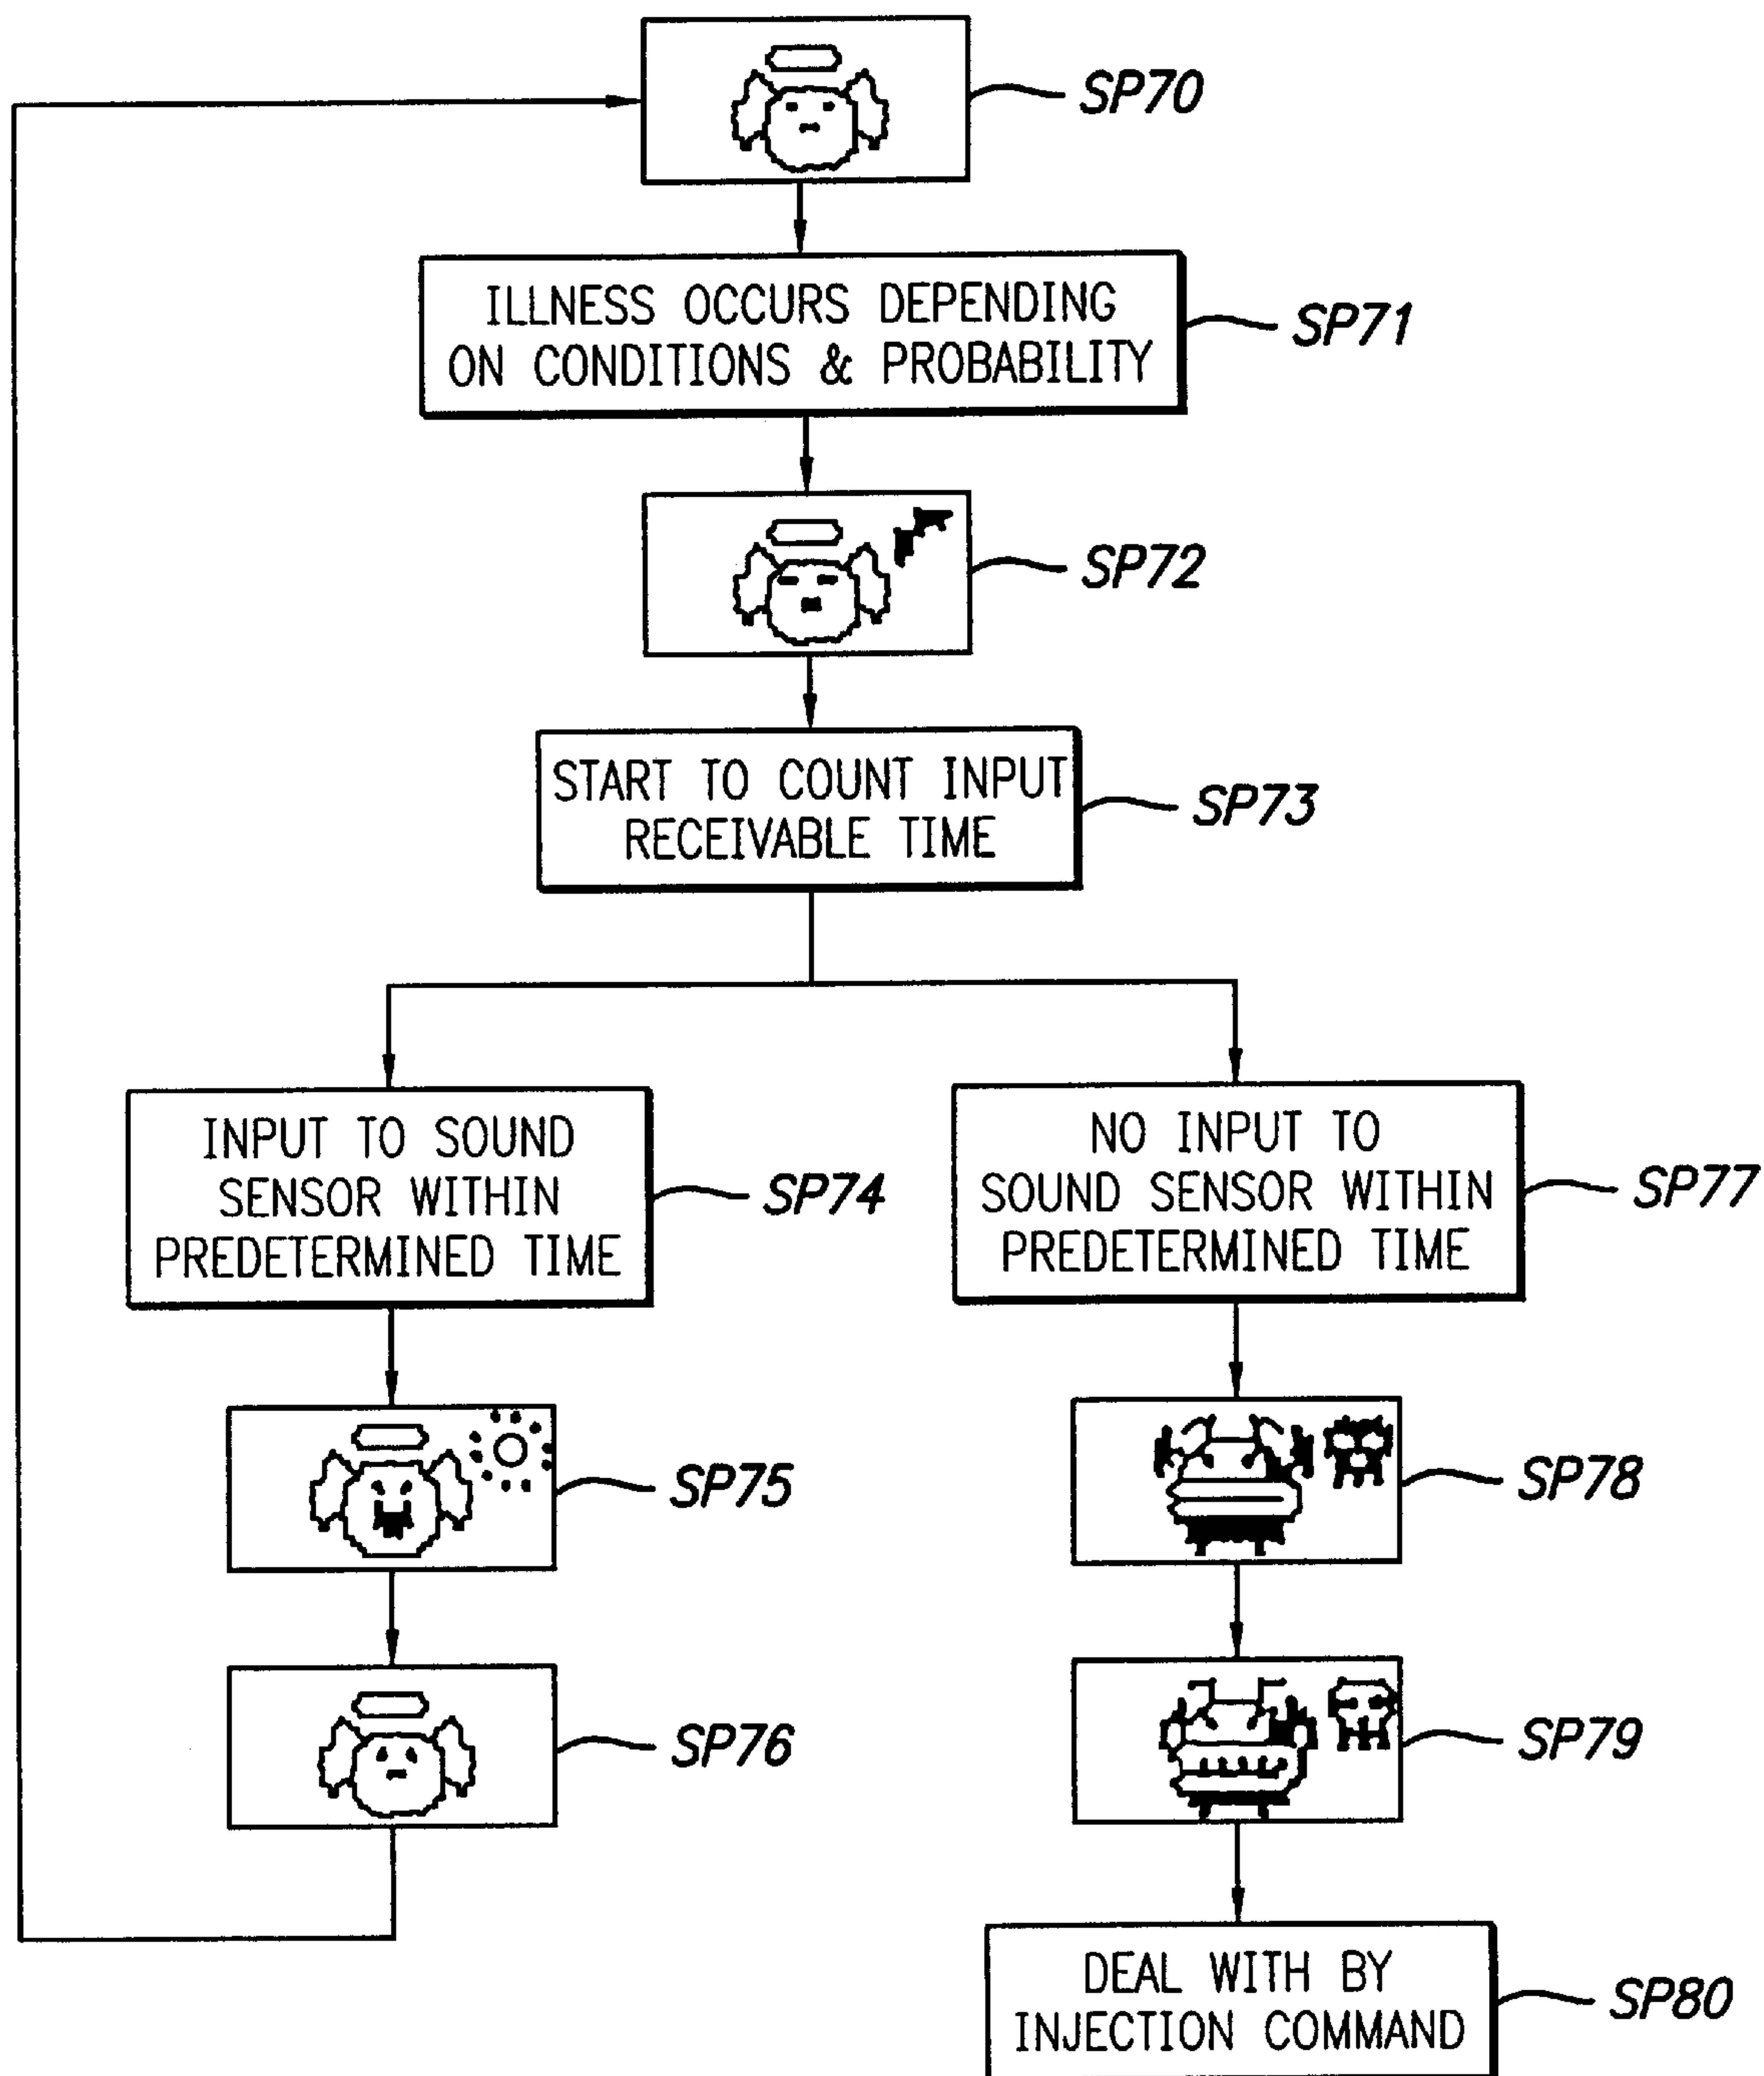 SP70
ILLNESS OCCURS DEPENDING
ON CONDITIONS & PROBABILITY
SP71
SP72
START TO COUNT INPUT
RECEIVABLE TIME
SP73
INPUT TO SOUND
SENSOR WITHIN
PREDETERMINED TIME
SP74
NO INPUT TO
SOUND SENSOR WITHIN
PREDETERMINED TIME
SP77
SP75
SP78
SP76
SP79
DEAL WITH BY
INJECTION COMMAND
SP80